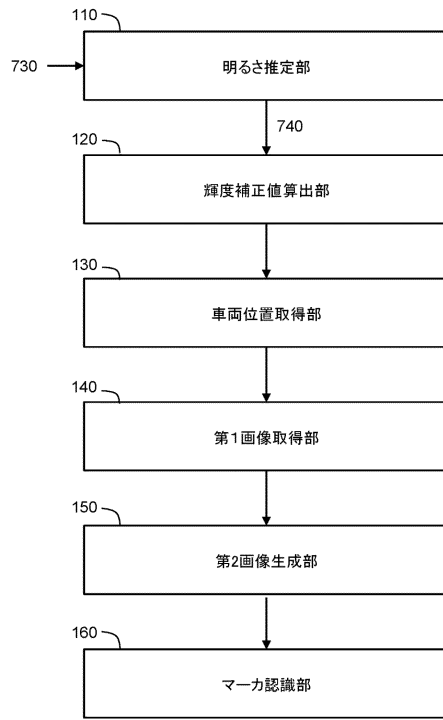 110
730
明るさ推定部
740
120
輝度補正値算出部
130
車両位置取得部
140
第1画像取得部
150
第2画像生成部
160
マーカ認識部